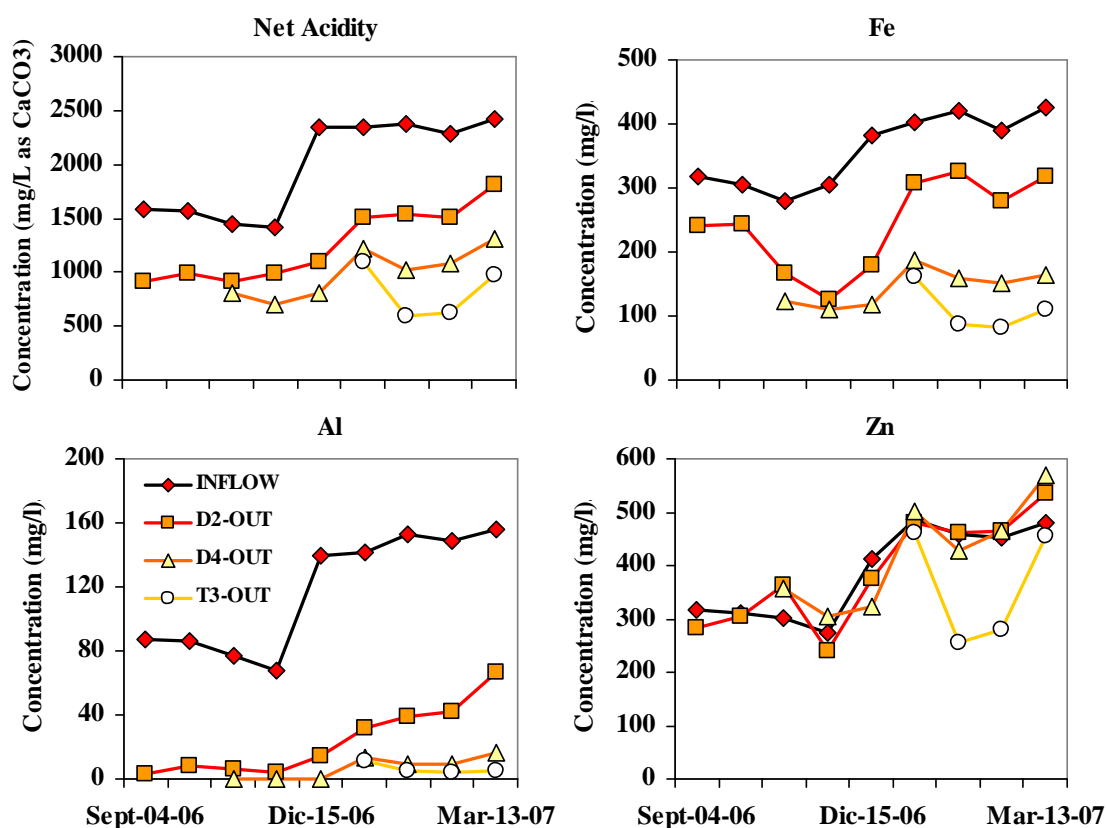 Net Acidity
Concentration (mg/L as CaCO3)
3000
2500
2000
1500
1000
500
0
Fe
Concentration (mg/l)
500
400
300
200
100
0
Al
Concentration (mg/l)
200
160
120
80
40
0
INFLOW
D2-OUT
D4-OUT
T3-OUT
Sept-04-06 Dic-15-06 Mar-13-07
Zn
Concentration (mg/l)
600
500
400
300
200
100
0
Sept-04-06 Dic-15-06 Mar-13-07